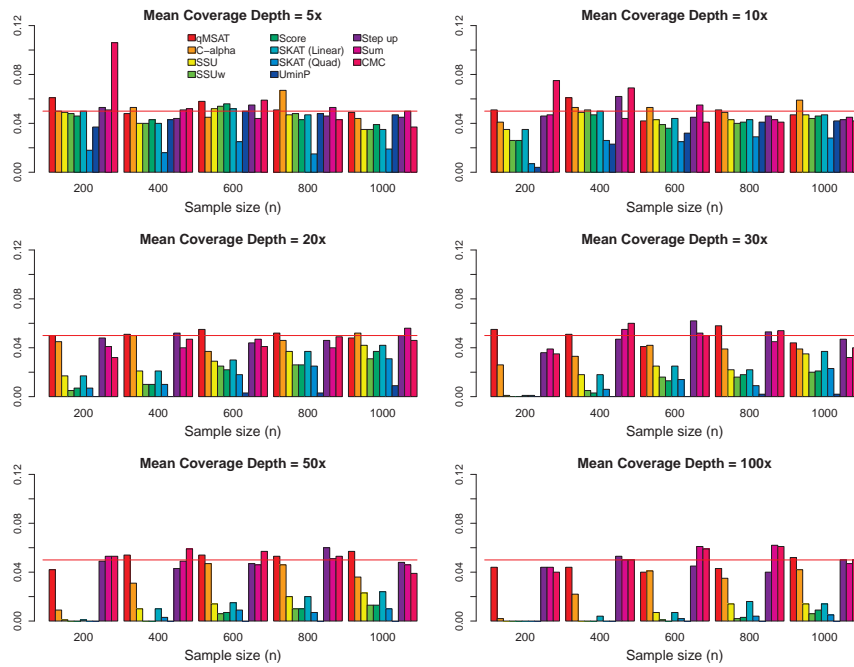 Mean Coverage Depth = 5x
0.00 0.04 0.08 0.12
qMSAT
C−alpha
SSU
SSUw
Score
SKAT (Linear)
SKAT (Quad)
UminP
Step up
Sum
CMC
200 400 600 800 1000
Sample size (n)
Mean Coverage Depth = 10x
0.00 0.04 0.08 0.12
200 400 600 800 1000
Sample size (n)
Mean Coverage Depth = 20x
0.00 0.04 0.08 0.12
200 400 600 800 1000
Sample size (n)
Mean Coverage Depth = 30x
0.00 0.04 0.08 0.12
200 400 600 800 1000
Sample size (n)
Mean Coverage Depth = 50x
0.00 0.04 0.08 0.12
200 400 600 800 1000
Sample size (n)
Mean Coverage Depth = 100x
0.00 0.04 0.08 0.12
200 400 600 800 1000
Sample size (n)